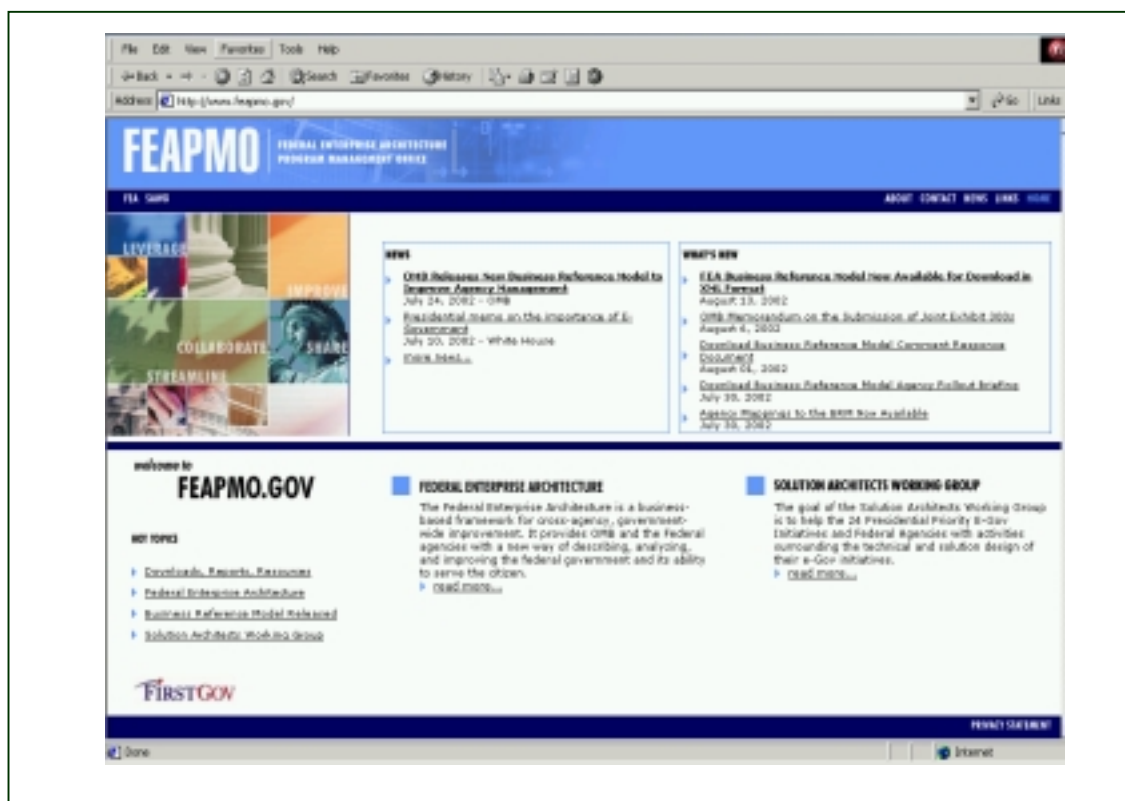 File Edit View Favorites Tools Help
Back Search Favorites History
Address http://www.feapmo.gov/ Go Links
FEAPMO
FEDERAL ENTERPRISE ARCHITECTURE
PROGRAM MANAGEMENT OFFICE
FEA SAWG
ABOUT CONTACT NEWS LINKS HOME
LEVERAGE
IMPROVE
COLLABORATE
SHARE
STREAMLINE
NEWS
OMB Releases New Business Reference Model to
Improve Agency Management
July 24, 2002 - OMB
Presidential memo on the importance of E-
Government
July 10, 2002 - White House
more news...
WHAT'S NEW
FEA Business Reference Model Now Available for Download in
XML Format
August 13, 2002
OMB Memorandum on the Submission of Joint Exhibit 300s
August 6, 2002
Download Business Reference Model Comment Response
Document
August 01, 2002
Download Business Reference Model Agency Rollout Briefing
July 30, 2002
Agency Mappings to the BRM Now Available
July 30, 2002
welcome to
FEAPMO.GOV
HOT TOPICS
Downloads, Reports, Resources
Federal Enterprise Architecture
Business Reference Model Released
Solution Architects Working Group
FIRSTGOV
FEDERAL ENTERPRISE ARCHITECTURE
The Federal Enterprise Architecture is a business-
based framework for cross-agency, government-
wide improvement. It provides OMB and the Federal
agencies with a new way of describing, analyzing,
and improving the federal government and its ability
to serve the citizen.
read more...
SOLUTION ARCHITECTS WORKING GROUP
The goal of the Solution Architects Working Group
is to help the 24 Presidential Priority E-Gov
Initiatives and Federal Agencies with activities
surrounding the technical and solution design of
their e-Gov initiatives.
read more...
PRIVACY STATEMENT
Done
Internet